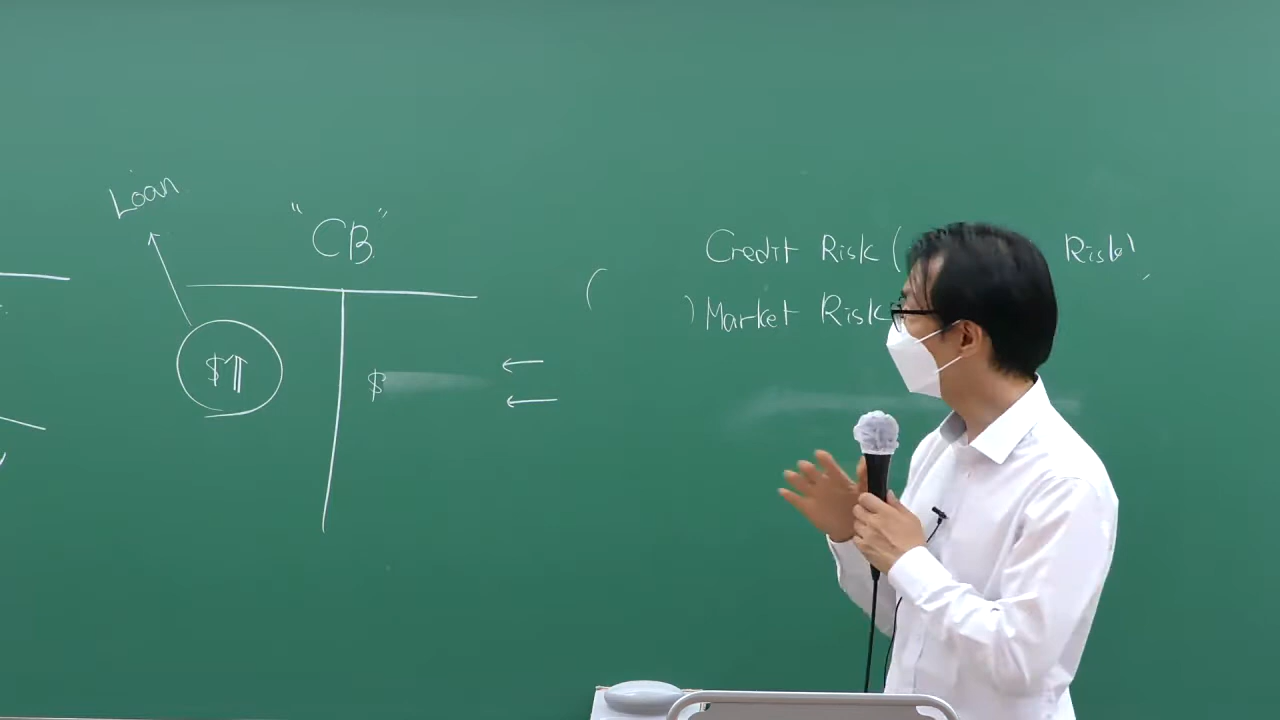 Loan
"CB"
$⇑
$
Credit Risk ( Risk)
( ) Market Risk